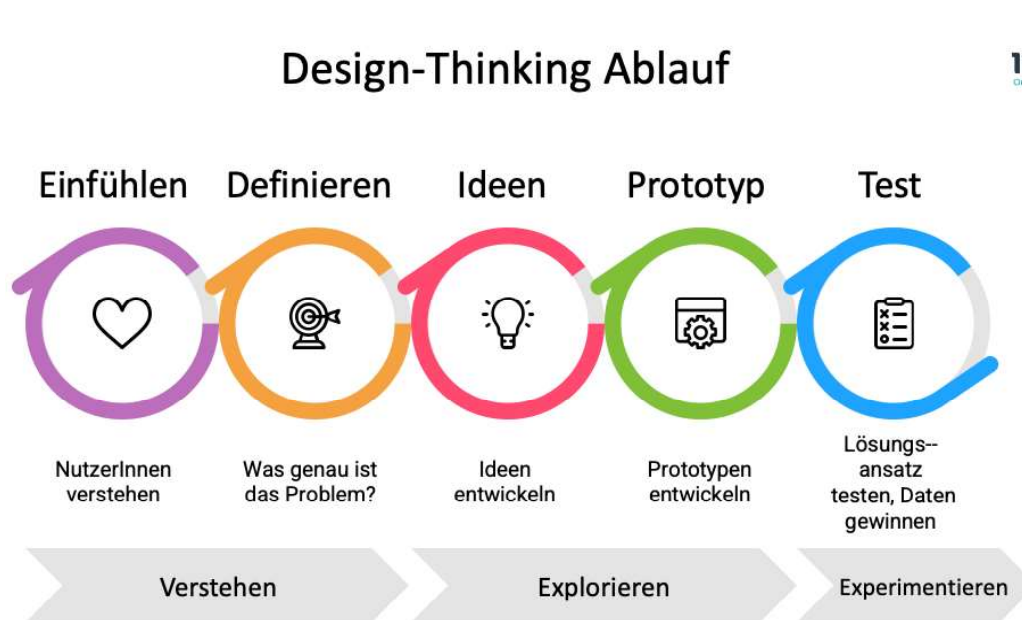 Design-Thinking Ablauf
Einfühlen
Definieren
Ideen
Prototyp
Test
NutzerInnen
verstehen
Was genau ist
das Problem?
Ideen
entwickeln
Prototypen
entwickeln
Lösungs--
ansatz
testen, Daten
gewinnen
Verstehen
Explorieren
Experimentieren